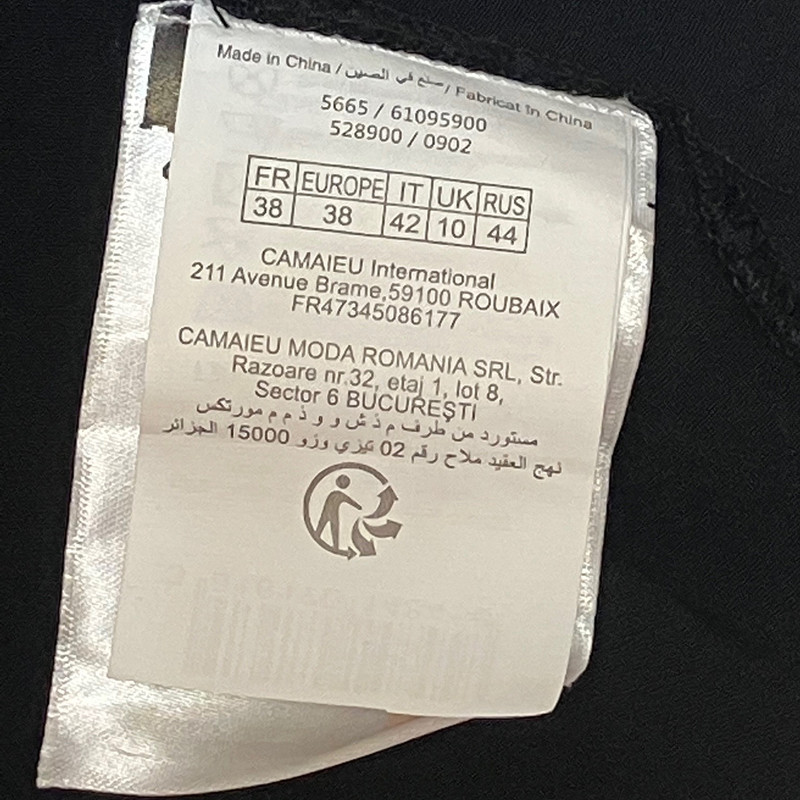 Made in China / صنع في الصين / Fabricat în China
5665 / 61095900
528900 / 0902
FR EUROPE IT UK RUS
38 38 42 10 44
CAMAIEU International
211 Avenue Brame,59100 ROUBAIX
FR47345086177
CAMAIEU MODA ROMANIA SRL, Str.
Razoare nr.32, etaj 1, lot 8,
Sector 6 BUCUREŞTI
مستورد من طرف م ذ ش و و ذ م م مورتكس
نهج العقيد ملاح رقم 02 تيزي وزو 15000 الجزائر